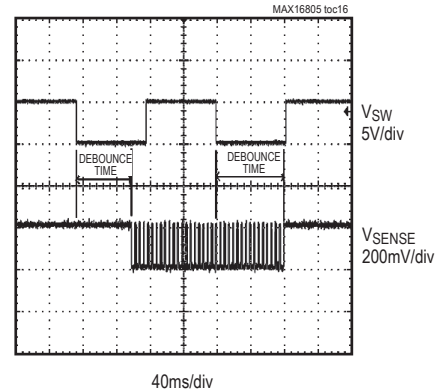 MAX16805 toc16
VSW
5V/div
DEBOUNCE
TIME
DEBOUNCE
TIME
VSENSE
200mV/div
40ms/div